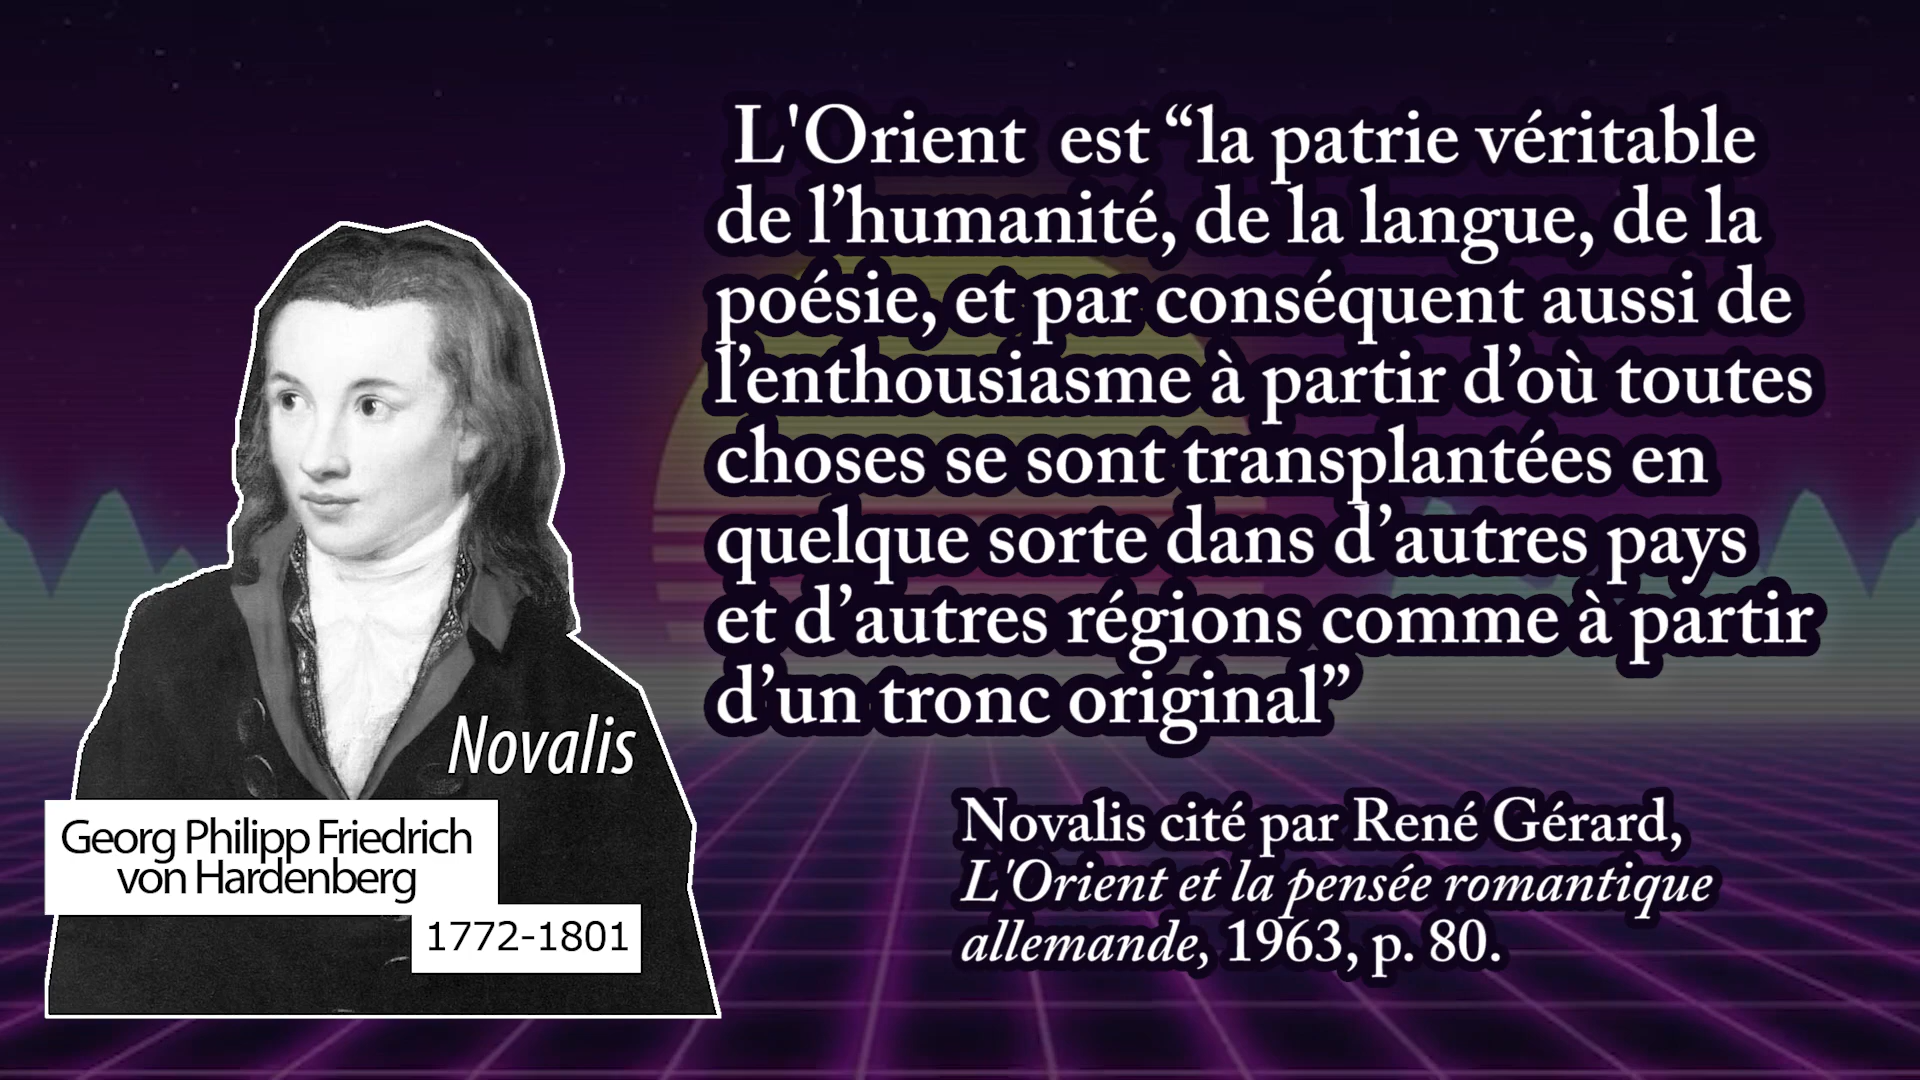 L'Orient est “la patrie véritable
de l’humanité, de la langue, de la
poésie, et par conséquent aussi de
l’enthousiasme à partir d’où toutes
choses se sont transplantées en
quelque sorte dans d’autres pays
et d’autres régions comme à partir
d’un tronc original”
Novalis cité par René Gérard,
L'Orient et la pensée romantique
allemande, 1963, p. 80.
Novalis
Georg Philipp Friedrich
von Hardenberg
1772-1801